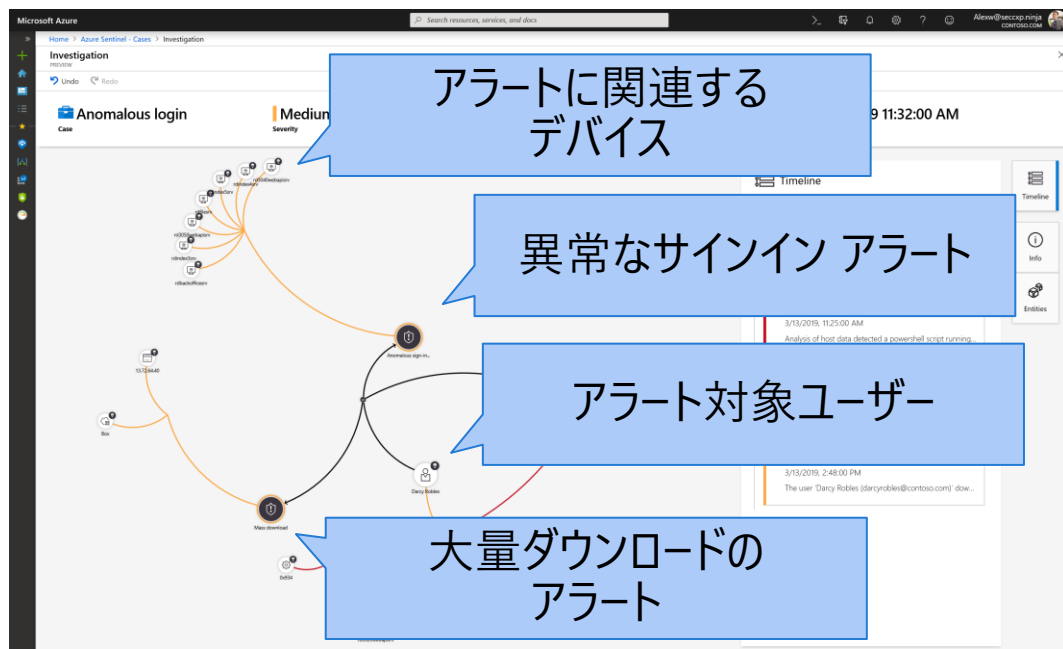 Microsoft Azure
Search resources, services, and docs
Alexw@seccxp.ninja
CONTOSO.COM
Home > Azure Sentinel - Cases > Investigation
Investigation
PREVIEW
Undo Redo
Anomalous login
Case
Medium
Severity
9 11:32:00 AM
アラートに関連する
デバイス
Timeline
Timeline
異常なサインイン アラート
Info
Entities
3/13/2019, 11:25:00 AM
Analysis of host data detected a powershell script running...
Anomalous sign-in...
13.72.64.40
アラート対象ユーザー
Box
Darcy Robles
3/13/2019, 2:48:00 PM
The user 'Darcy Robles (darcyrobles@contoso.com)' dow...
Mass download
大量ダウンロードの
アラート
0x934